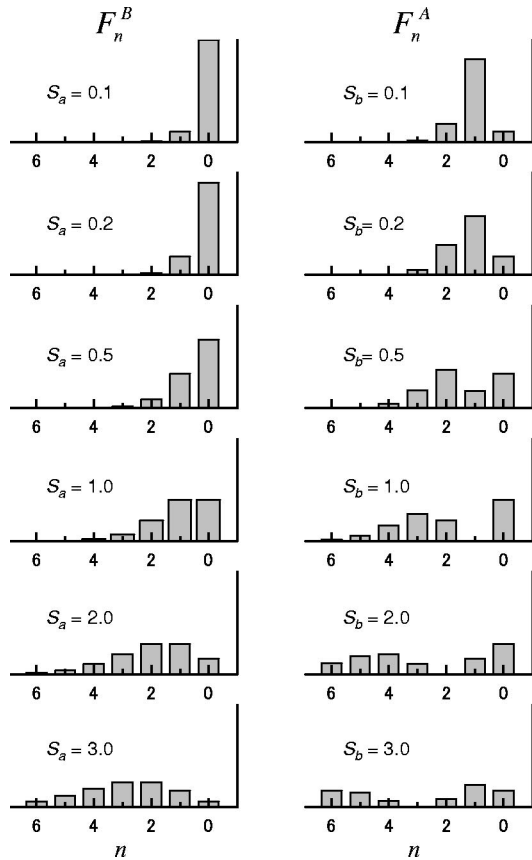 F_n^B F_n^A
S_a = 0.1 S_b = 0.1
6 4 2 0 6 4 2 0
S_a = 0.2 S_b = 0.2
6 4 2 0 6 4 2 0
S_a = 0.5 S_b = 0.5
6 4 2 0 6 4 2 0
S_a = 1.0 S_b = 1.0
6 4 2 0 6 4 2 0
S_a = 2.0 S_b = 2.0
6 4 2 0 6 4 2 0
S_a = 3.0 S_b = 3.0
6 4 2 0 6 4 2 0
n n